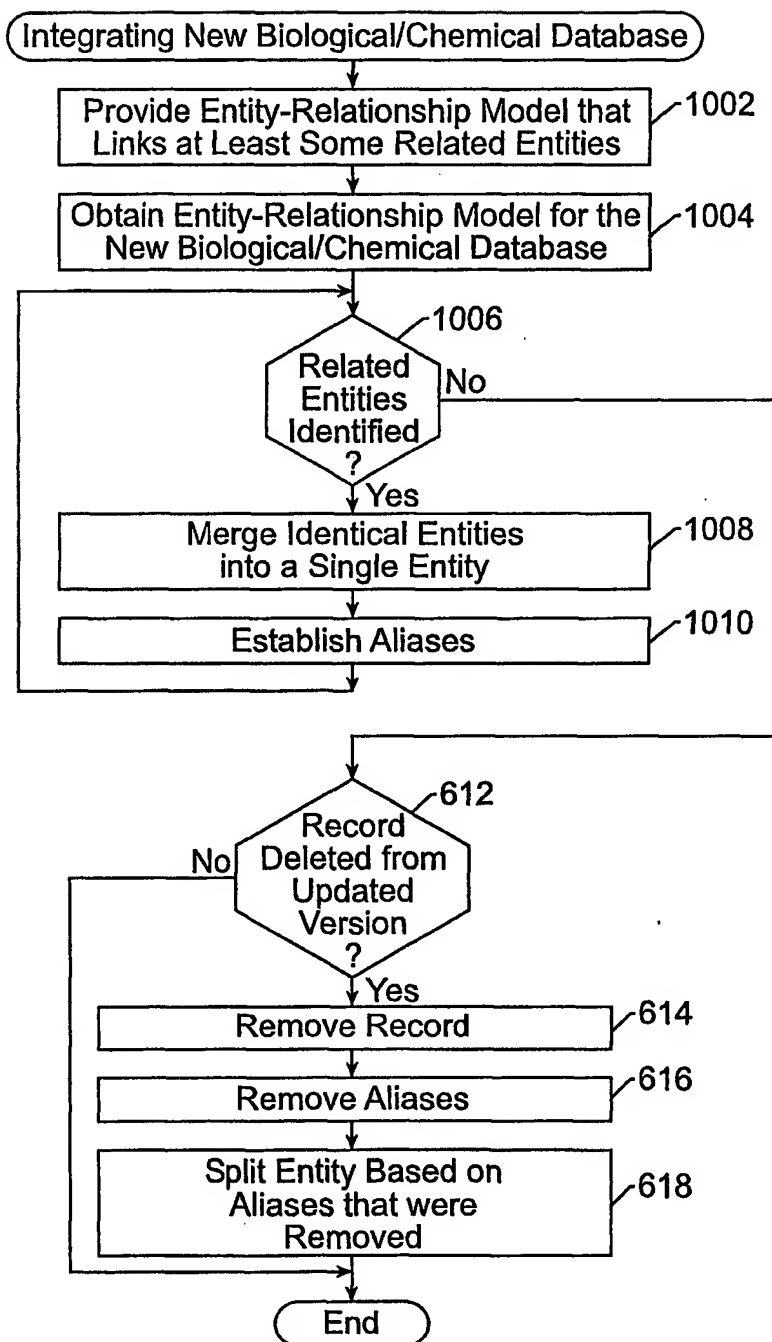 Integrating New Biological/Chemical Database
Provide Entity-Relationship Model that
Links at Least Some Related Entities
1002
Obtain Entity-Relationship Model for the
New Biological/Chemical Database
1004
1006
Related
Entities
Identified
?
No
Yes
Merge Identical Entities
into a Single Entity
1008
Establish Aliases
1010
612
Record
Deleted from
Updated
Version
?
No
Yes
Remove Record
614
Remove Aliases
616
Split Entity Based on
Aliases that were
Removed
618
End